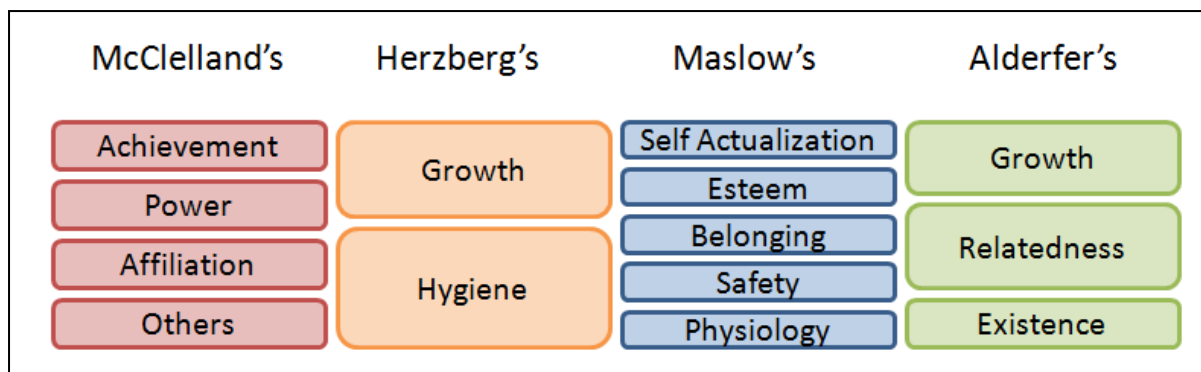 McClelland's
Herzberg's
Maslow's
Alderfer's
Achievement
Power
Affiliation
Others
Growth
Hygiene
Self Actualization
Esteem
Belonging
Safety
Physiology
Growth
Relatedness
Existence